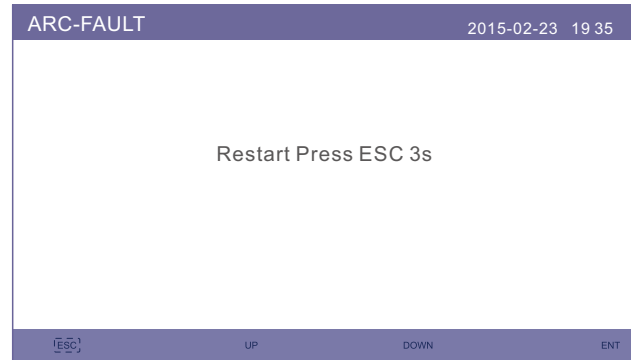 ARC-FAULT 2015-02-23 19 35
Restart Press ESC 3s
ESC UP DOWN ENT